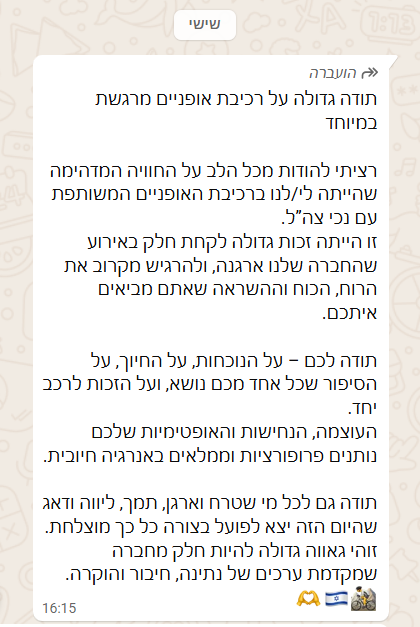 שישי
הועברה
תודה גדולה על רכיבת אופניים מרגשת
במיוחד
רציתי להודות מכל הלב על החוויה המדהימה
שהייתה לי/לנו ברכיבת האופניים המשותפת
עם נכי צה”ל.
זו הייתה זכות גדולה לקחת חלק באירוע
שהחברה שלנו ארגנה, ולהרגיש מקרוב את
הרוח, הכוח וההשראה שאתם מביאים
איתכם.
תודה לכם – על הנוכחות, על החיוך, על
הסיפור שכל אחד מכם נושא, ועל הזכות לרכב
יחד.
העוצמה, הנחישות והאופטימיות שלכם
נותנים פרופורציות וממלאים באנרגיה חיובית.
תודה גם לכל מי שטרח וארגן, תמך, ליווה ודאג
שהיום הזה יצא לפועל בצורה כל כך מוצלחת.
זוהי גאווה גדולה להיות חלק מחברה
שמקדמת ערכים של נתינה, חיבור והוקרה.
🚵🇮🇱🫶
16:15